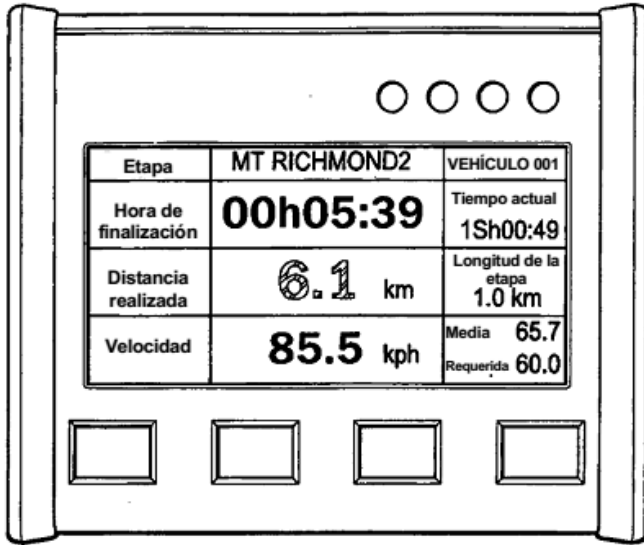 Etapa MT RICHMOND2 VEHÍCULO 001
Hora de
finalización
00h05:39
Tiempo actual
1Sh00:49
Distancia
realizada
6.1 km
Longitud de la
etapa
1.0 km
Velocidad
85.5 kph
Media 65.7
Requerida 60.0